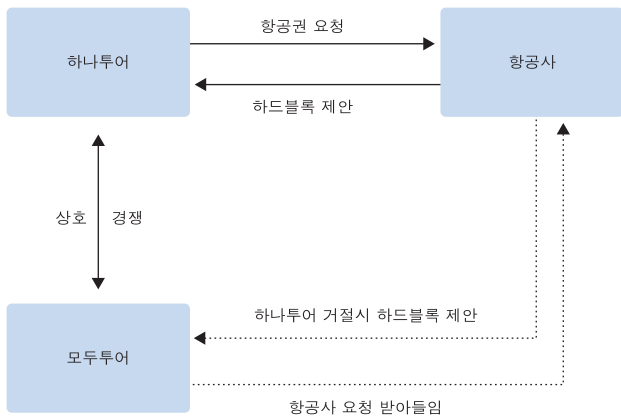 항공권 요청
하나투어
항공사
하드블록 제안
상호 경쟁
하나투어 거절시 하드블록 제안
모두투어
항공사 요청 받아들임